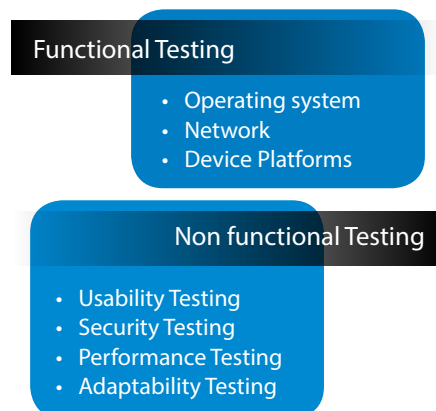 Functional Testing
• Operating system
• Network
• Device Platforms
Non functional Testing
• Usability Testing
• Security Testing
• Performance Testing
• Adaptability Testing